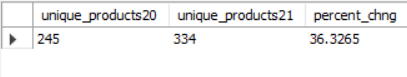 unique_products20 unique_products21 percent_chng
245 334 36.3265